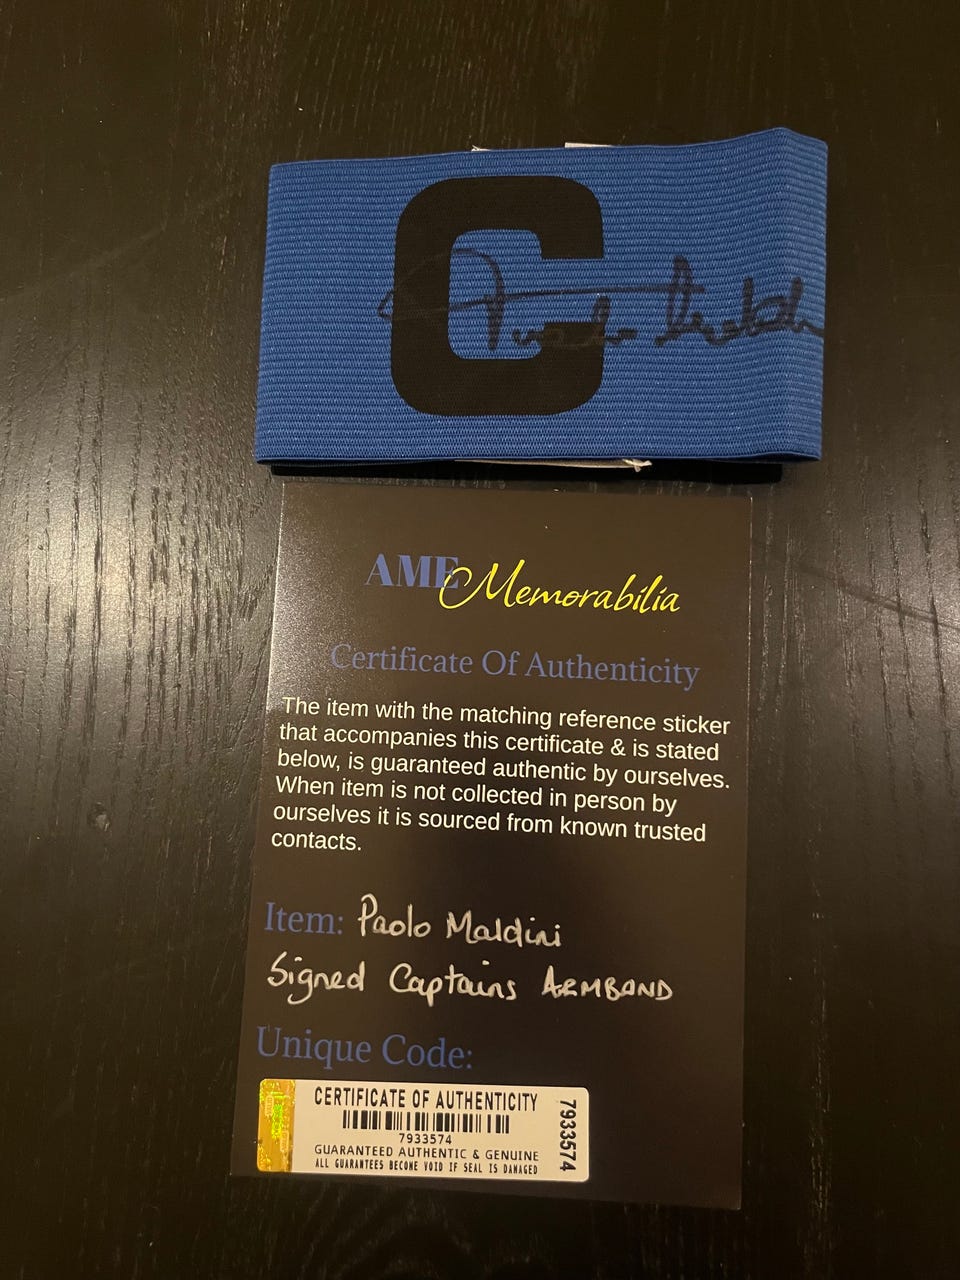 C
AME Memorabilia
Certificate Of Authenticity
The item with the matching reference sticker
that accompanies this certificate & is stated
below, is guaranteed authentic by ourselves.
When item is not collected in person by
ourselves it is sourced from known trusted
contacts.
Item: Paolo Maldini
Signed Captains ARMBAND
Unique Code:
CERTIFICATE OF AUTHENTICITY
7933574
GUARANTEED AUTHENTIC & GENUINE
ALL GUARANTEES BECOME VOID IF SEAL IS DAMAGED
7933574